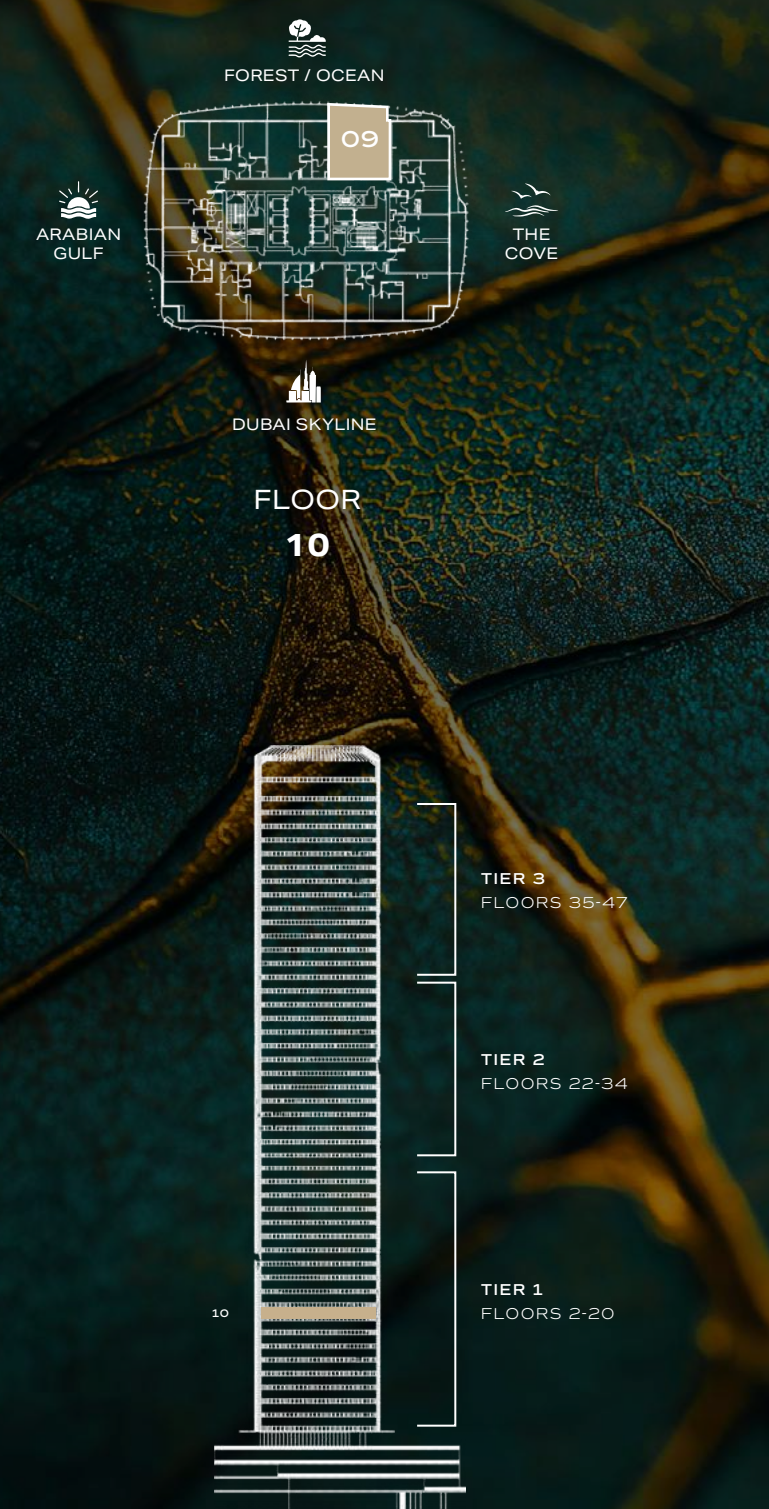 FOREST / OCEAN
09
ARABIAN
GULF
THE
COVE
DUBAI SKYLINE
FLOOR
10
TIER 3
FLOORS 35-47
TIER 2
FLOORS 22-34
TIER 1
FLOORS 2-20
10